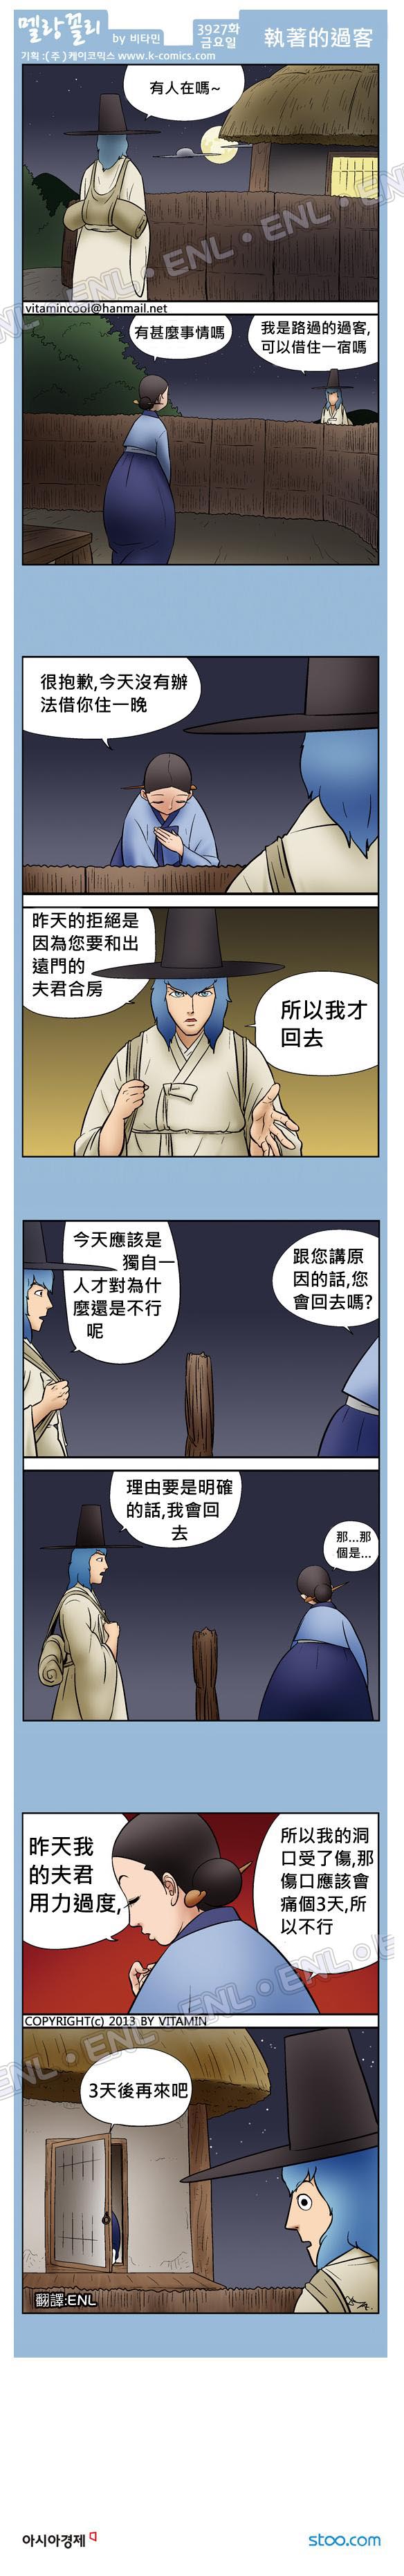 멜랑꼴리
by 비타민
3927화
금요일
執著的過客
기획 :(주)케이코믹스 www.k-comics.com
有人在嗎~
ENL • ENL • ENL • ENL • ENL
vitamincool@hanmail.net
有甚麼事情嗎
我是路過的過客,
可以借住一宿嗎
很抱歉,今天沒有辦
法借你住一晚
昨天的拒絕是
因為您要和出
遠門的
夫君合房
所以我才
回去
今天應該是
獨自一
人才對為什
麼還是不行
呢
跟您講原
因的話,您
會回去嗎?
理由要是明確
的話,我會回
去
那...那
個是...
昨天我
的夫君
用力過度,
所以我的洞
口受了傷,那
傷口應該會
痛個3天,所
以不行
ENL • ENL • ENL • ENL • ENL
COPYRIGHT(c) 2013 BY VITAMIN
3天後再來吧
翻譯:ENL
아시아경제
stoo.com